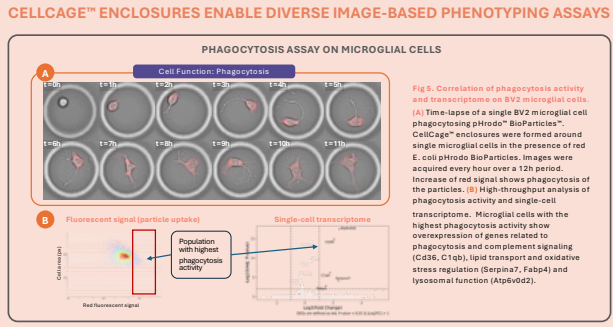 CELLCAGE™ ENCLOSURES ENABLE DIVERSE IMAGE-BASED PHENOTYPING ASSAYS
PHAGOCYTOSIS ASSAY ON MICROGLIAL CELLS
A
Cell Function: Phagocytosis
t=0h t=1h t=2h t=3h t=4h t=5h
t=6h t=7h t=8h t=9h t=10h t=11h
B
Fluorescent signal (particle uptake)
Cell area (px)
Red fluorescent signal
Population
with highest
phagocytosis
activity
Single-cell transcriptome
Fig 5. Correlation of phagocytosis activity
and transcriptome on BV2 microglial cells.
(A) Time-lapse of a single BV2 microglial cell
phagocytosing pHrodo™ BioParticles™.
CellCage™ enclosures were formed around
single microglial cells in the presence of red
E. coli pHrodo BioParticles. Images were
acquired every hour over a 12h period.
Increase of red signal shows phagocytosis of
the particles. (B) High-throughput analysis of
phagocytosis activity and single-cell
transcriptome. Microglial cells with the
highest phagocytosis activity show
overexpression of genes related to
phagocytosis and complement signaling
(Cd36, C1qb), lipid transport and oxidative
stress regulation (Serpina7, Fabp4) and
lysosomal function (Atp6v0d2).